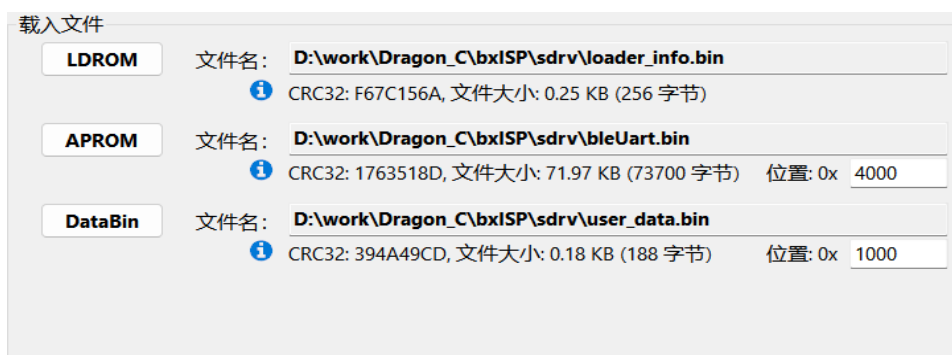 载入文件
LDROM 文件名: D:\work\Dragon_C\bxISP\sdrv\loader_info.bin
CRC32: F67C156A, 文件大小: 0.25 KB (256 字节)
APROM 文件名: D:\work\Dragon_C\bxISP\sdrv\bleUart.bin
CRC32: 1763518D, 文件大小: 71.97 KB (73700 字节) 位置: 0x 4000
DataBin 文件名: D:\work\Dragon_C\bxISP\sdrv\user_data.bin
CRC32: 394A49CD, 文件大小: 0.18 KB (188 字节) 位置: 0x 1000